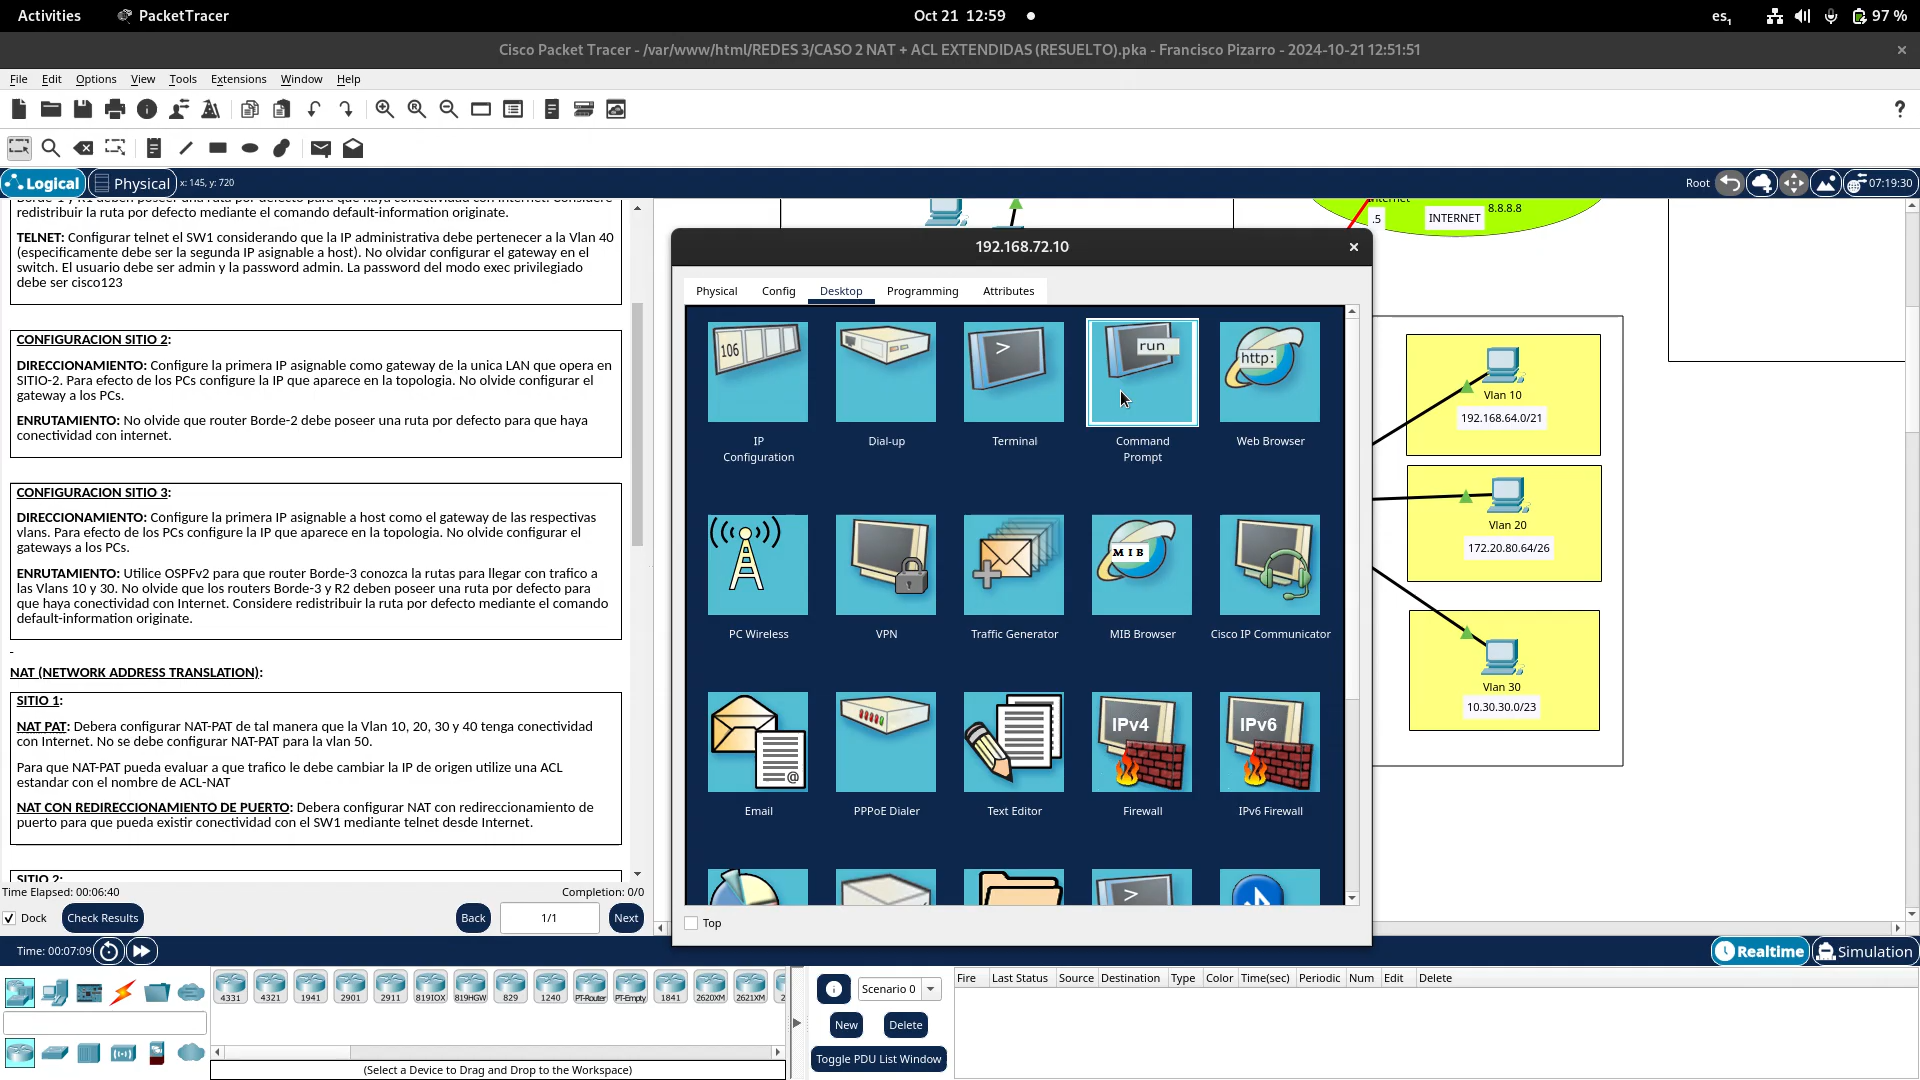 Activities
PacketTracer
Oct 21 12:59
es1
97 %
Cisco Packet Tracer - /var/www/html/REDES 3/CASO 2 NAT + ACL EXTENDIDAS (RESUELTO).pka - Francisco Pizarro - 2024-10-21 12:51:51
File Edit Options View Tools Extensions Window Help
Logical
Physical
x: 145, y: 720
Root
07:19:30
redistribuir la ruta por defecto mediante el comando default-information originate.
TELNET: Configurar telnet el SW1 considerando que la IP administrativa debe pertenecer a la Vlan 40
(especificamente debe ser la segunda IP asignable a host). No olvidar configurar el gateway en el
switch. El usuario debe ser admin y la password admin. La password del modo exec privilegiado
debe ser cisco123
CONFIGURACION SITIO 2:
DIRECCIONAMIENTO: Configure la primera IP asignable como gateway de la unica LAN que opera en
SITIO-2. Para efecto de los PCs configure la IP que aparece en la topologia. No olvide configurar el
gateway a los PCs.
ENRUTAMIENTO: No olvide que router Borde-2 debe poseer una ruta por defecto para que haya
conectividad con internet.
CONFIGURACION SITIO 3:
DIRECCIONAMIENTO: Configure la primera IP asignable a host como el gateway de las respectivas
vlans. Para efecto de los PCs configure la IP que aparece en la topologia. No olvide configurar el
gateways a los PCs.
ENRUTAMIENTO: Utilice OSPFv2 para que router Borde-3 conozca la rutas para llegar con trafico a
las Vlans 10 y 30. No olvide que los routers Borde-3 y R2 deben poseer una ruta por defecto para
que haya conectividad con Internet. Considere redistribuir la ruta por defecto mediante el comando
default-information originate.
NAT (NETWORK ADDRESS TRANSLATION):
SITIO 1:
NAT PAT: Debera configurar NAT-PAT de tal manera que la Vlan 10, 20, 30 y 40 tenga conectividad
con Internet. No se debe configurar NAT-PAT para la vlan 50.
Para que NAT-PAT pueda evaluar a que trafico le debe cambiar la IP de origen utilize una ACL
estandar con el nombre de ACL-NAT
NAT CON REDIRECCIONAMIENTO DE PUERTO: Debera configurar NAT con redireccionamiento de
puerto para que pueda existir conectividad con el SW1 mediante telnet desde Internet.
SITIO 2:
Time Elapsed: 00:06:40
Completion: 0/0
Dock
Check Results
Back
1/1
Next
192.168.72.10
Physical Config Desktop Programming Attributes
106
>
run
http:
IP
Configuration
Dial-up
Terminal
Command
Prompt
Web Browser
MIB
PC Wireless
VPN
Traffic Generator
MIB Browser
Cisco IP Communicator
@
IPv4
IPv6
Email
PPPoE Dialer
Text Editor
Firewall
IPv6 Firewall
>
Top
.5
INTERNET
8.8.8.8
Vlan 10
192.168.64.0/21
Vlan 20
172.20.80.64/26
Vlan 30
10.30.30.0/23
Time: 00:07:09
Realtime
Simulation
4331 4321 1941 2901 2911 819IOX 819HGW 829 1240 PT-Router PT-Empty 1841 2620XM 2621XM
(Select a Device to Drag and Drop to the Workspace)
Scenario 0
New
Delete
Toggle PDU List Window
Fire Last Status Source Destination Type Color Time(sec) Periodic Num Edit Delete